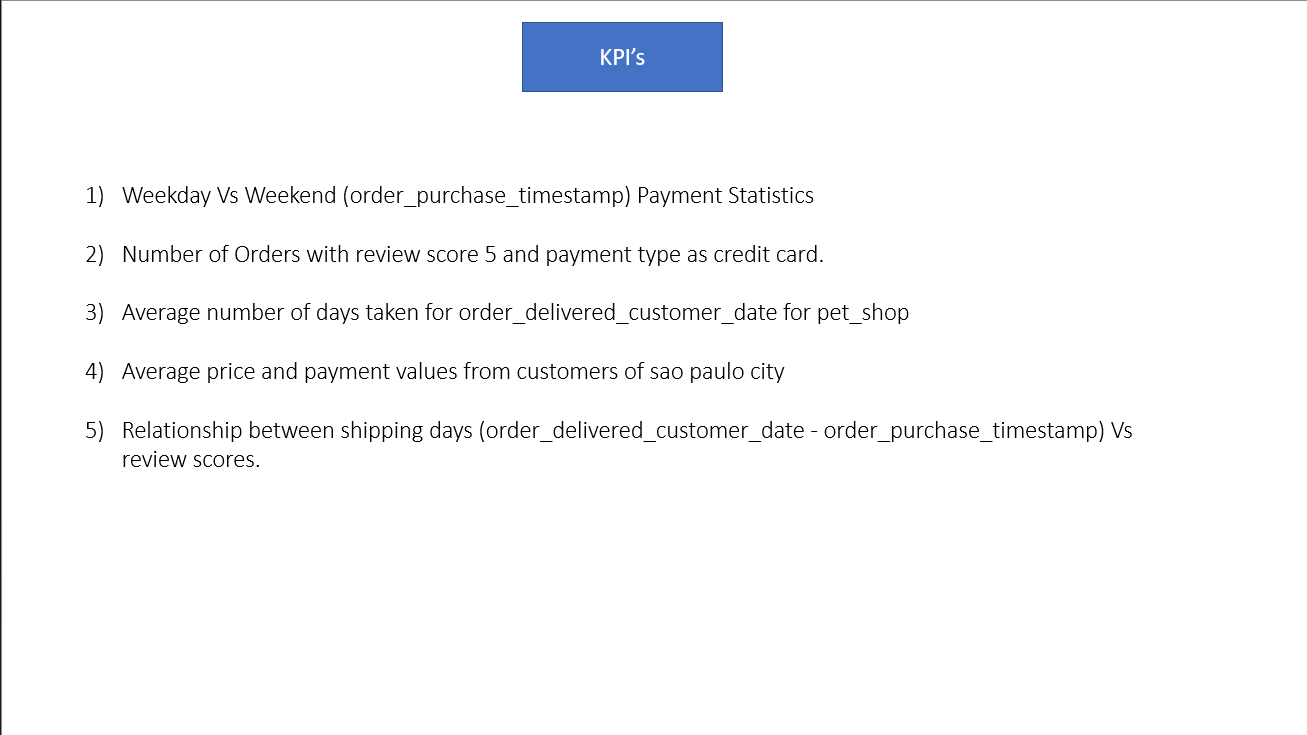 KPI’s
1) Weekday Vs Weekend (order_purchase_timestamp) Payment Statistics
2) Number of Orders with review score 5 and payment type as credit card.
3) Average number of days taken for order_delivered_customer_date for pet_shop
4) Average price and payment values from customers of sao paulo city
5) Relationship between shipping days (order_delivered_customer_date - order_purchase_timestamp) Vs
review scores.